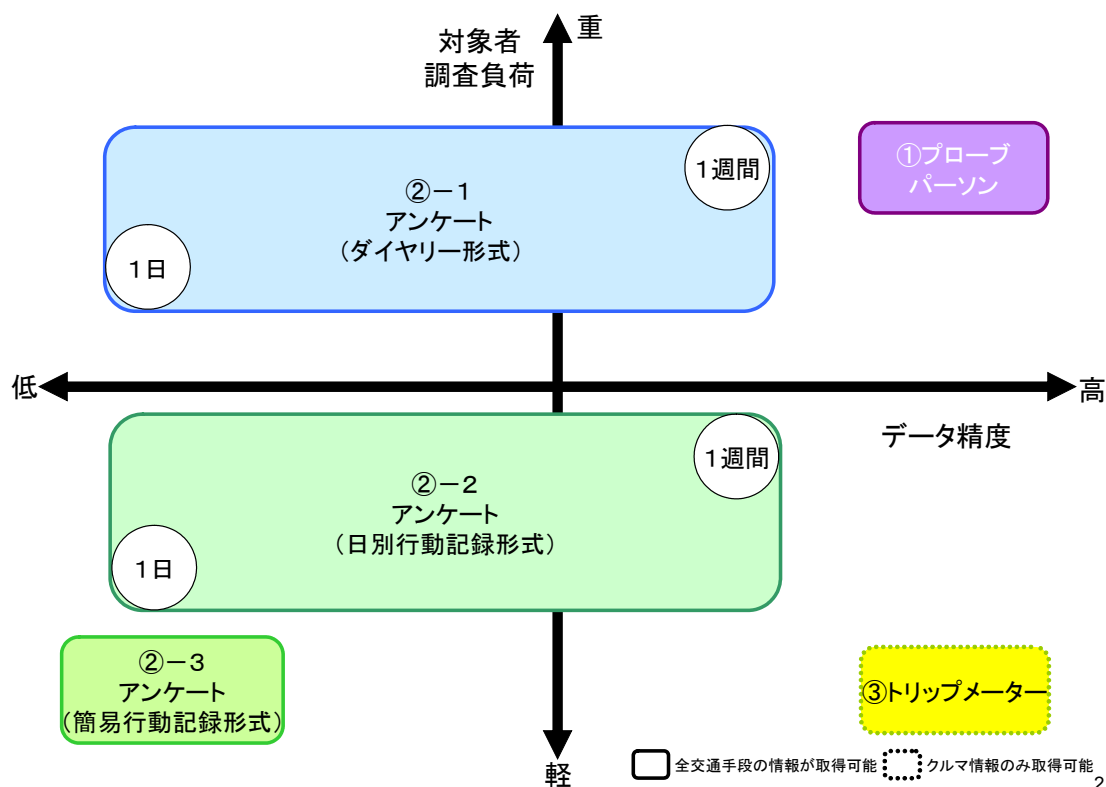 重
対象者
調査負荷
1週間
②－1
アンケート
（ダイヤリー形式）
1日
①プローブ
パーソン
低
高
データ精度
1週間
②－2
アンケート
（日別行動記録形式）
1日
②－3
アンケート
（簡易行動記録形式）
③トリップメーター
軽
全交通手段の情報が取得可能
クルマ情報のみ取得可能
2